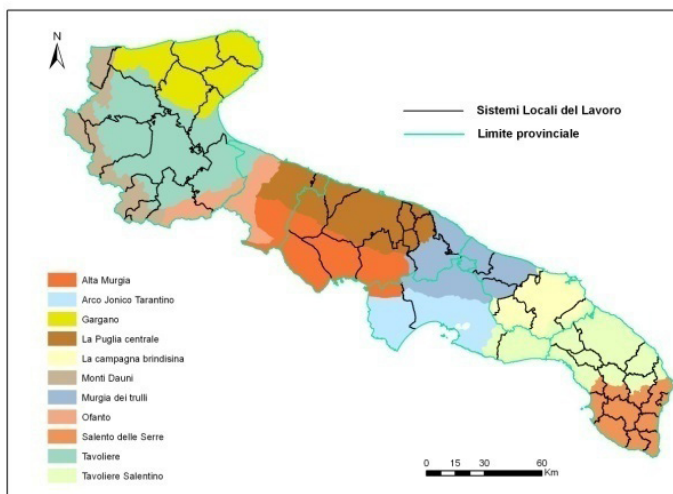 N
Sistemi Locali del Lavoro
Limite provinciale
Alta Murgia
Arco Jonico Tarantino
Gargano
La Puglia centrale
La campagna brindisina
Monti Dauni
Murgia dei trulli
Ofanto
Salento delle Serre
Tavoliere
Tavoliere Salentino
0 15 30 60
Km